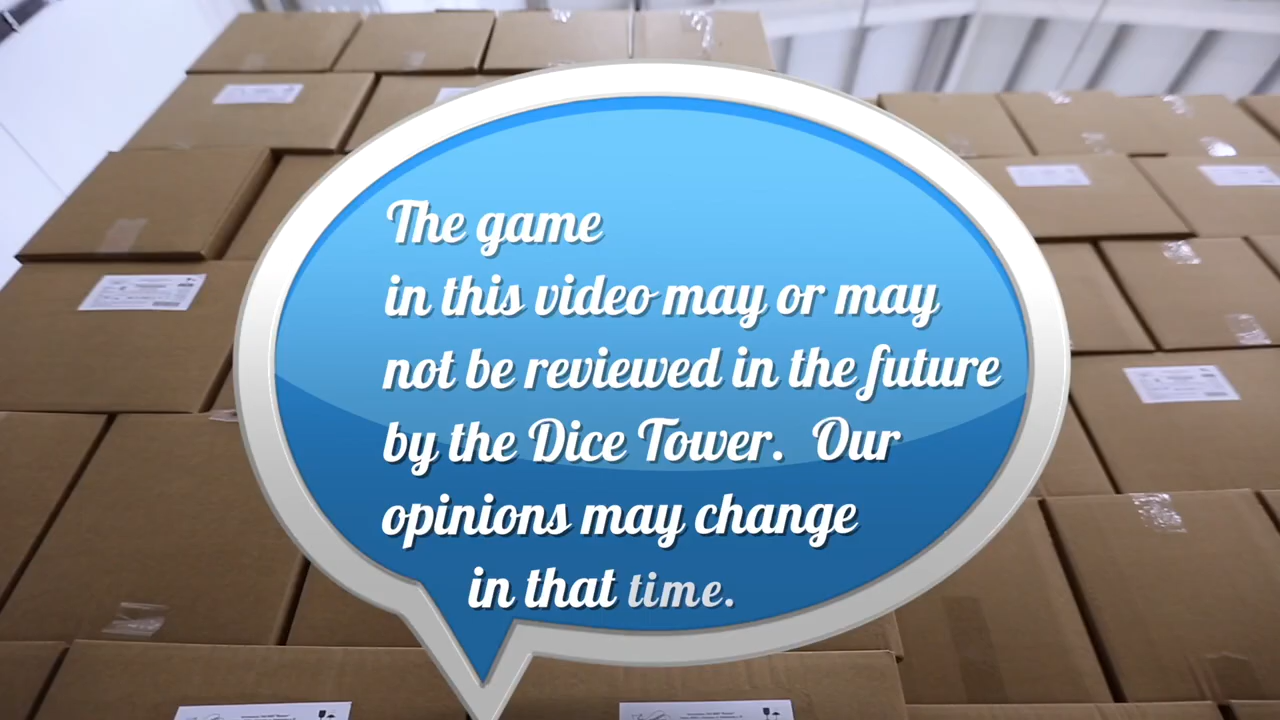 The game
in this video may or may
not be reviewed in the future
by the Dice Tower. Our
opinions may change
in that time.